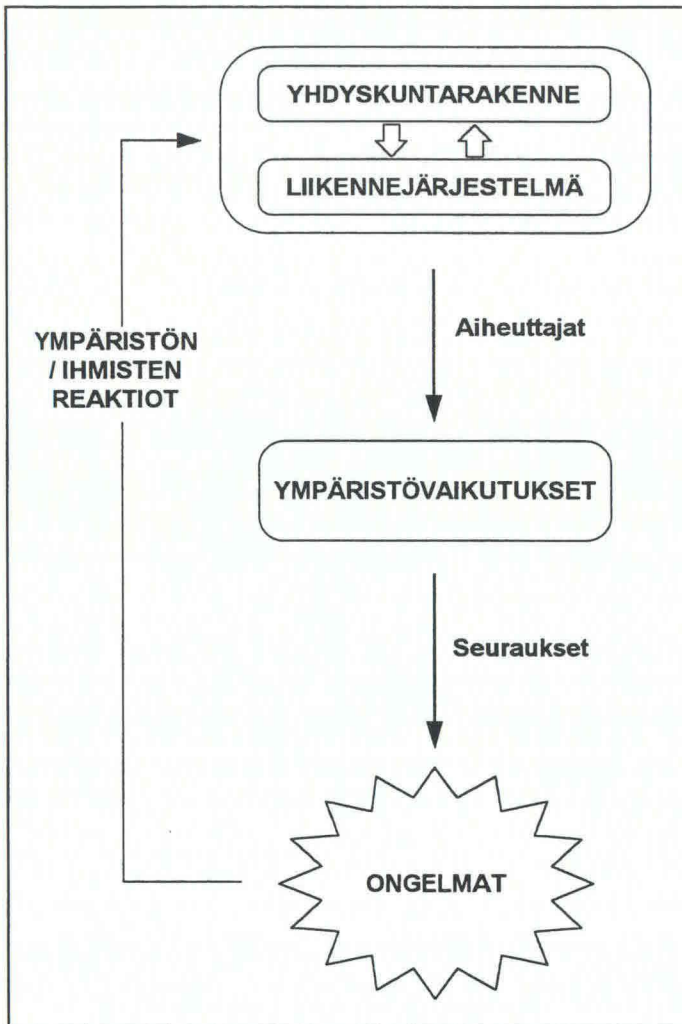 YHDYSKUNTARAKENNE
LIIKENNEJÄRJESTELMÄ
Aiheuttajat
YMPÄRISTÖN
/ IHMISTEN
REAKTIOT
YMPÄRISTÖVAIKUTUKSET
Seuraukset
ONGELMAT